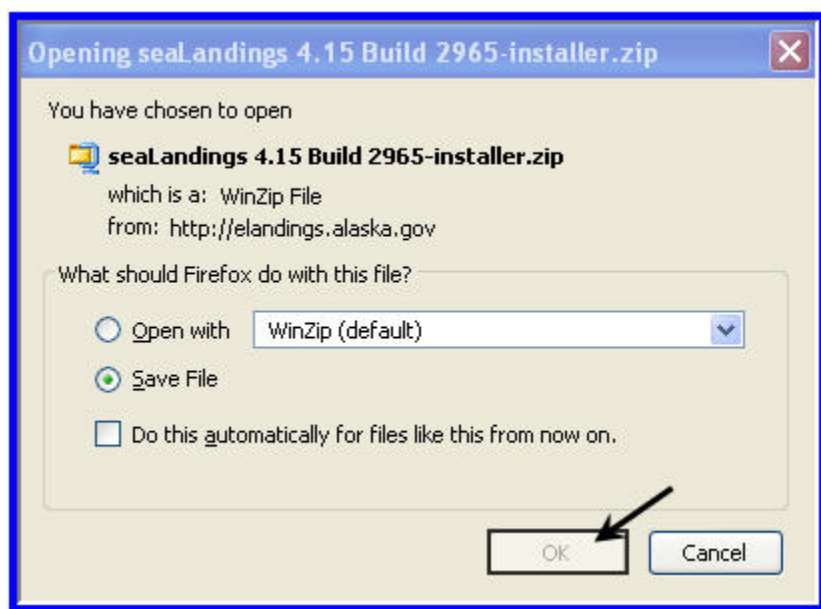 Opening seaLandings 4.15 Build 2965-installer.zip
You have chosen to open
seaLandings 4.15 Build 2965-installer.zip
which is a: WinZip File
from: http://elandings.alaska.gov
What should Firefox do with this file?
Open with WinZip (default)
Save File
Do this automatically for files like this from now on.
OK Cancel